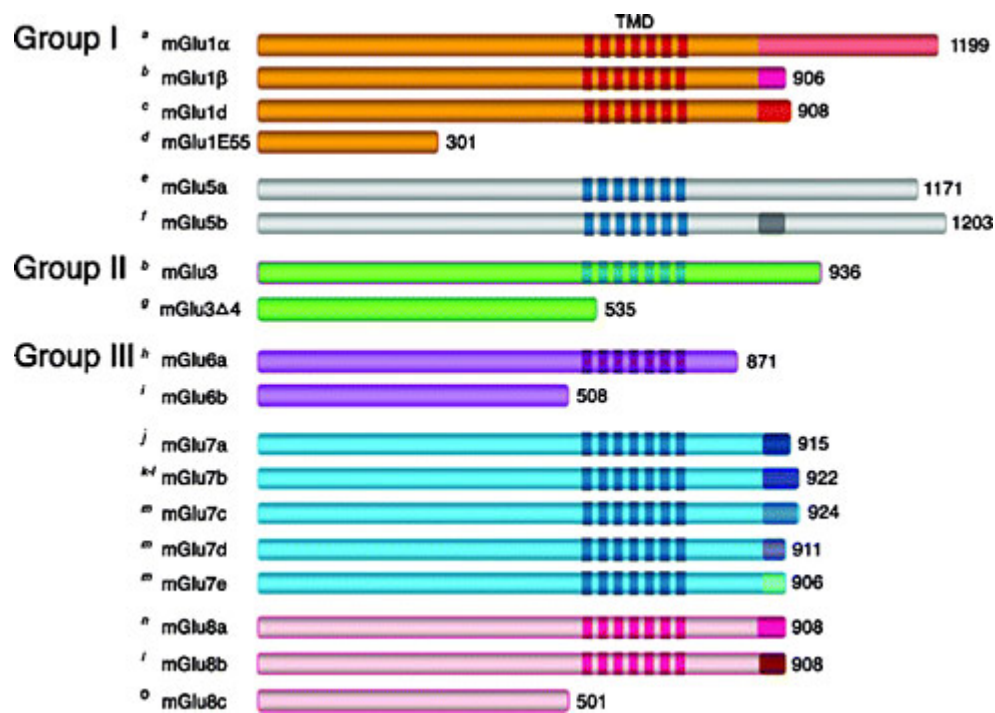 TMD
Group I
a mGlu1α 1199
b mGlu1β 906
c mGlu1d 908
d mGlu1E55 301
e mGlu5a 1171
f mGlu5b 1203
Group II
b mGlu3 936
g mGlu3Δ4 535
Group III
h mGlu6a 871
i mGlu6b 508
j mGlu7a 915
k-l mGlu7b 922
m mGlu7c 924
m mGlu7d 911
m mGlu7e 906
n mGlu8a 908
l mGlu8b 908
o mGlu8c 501